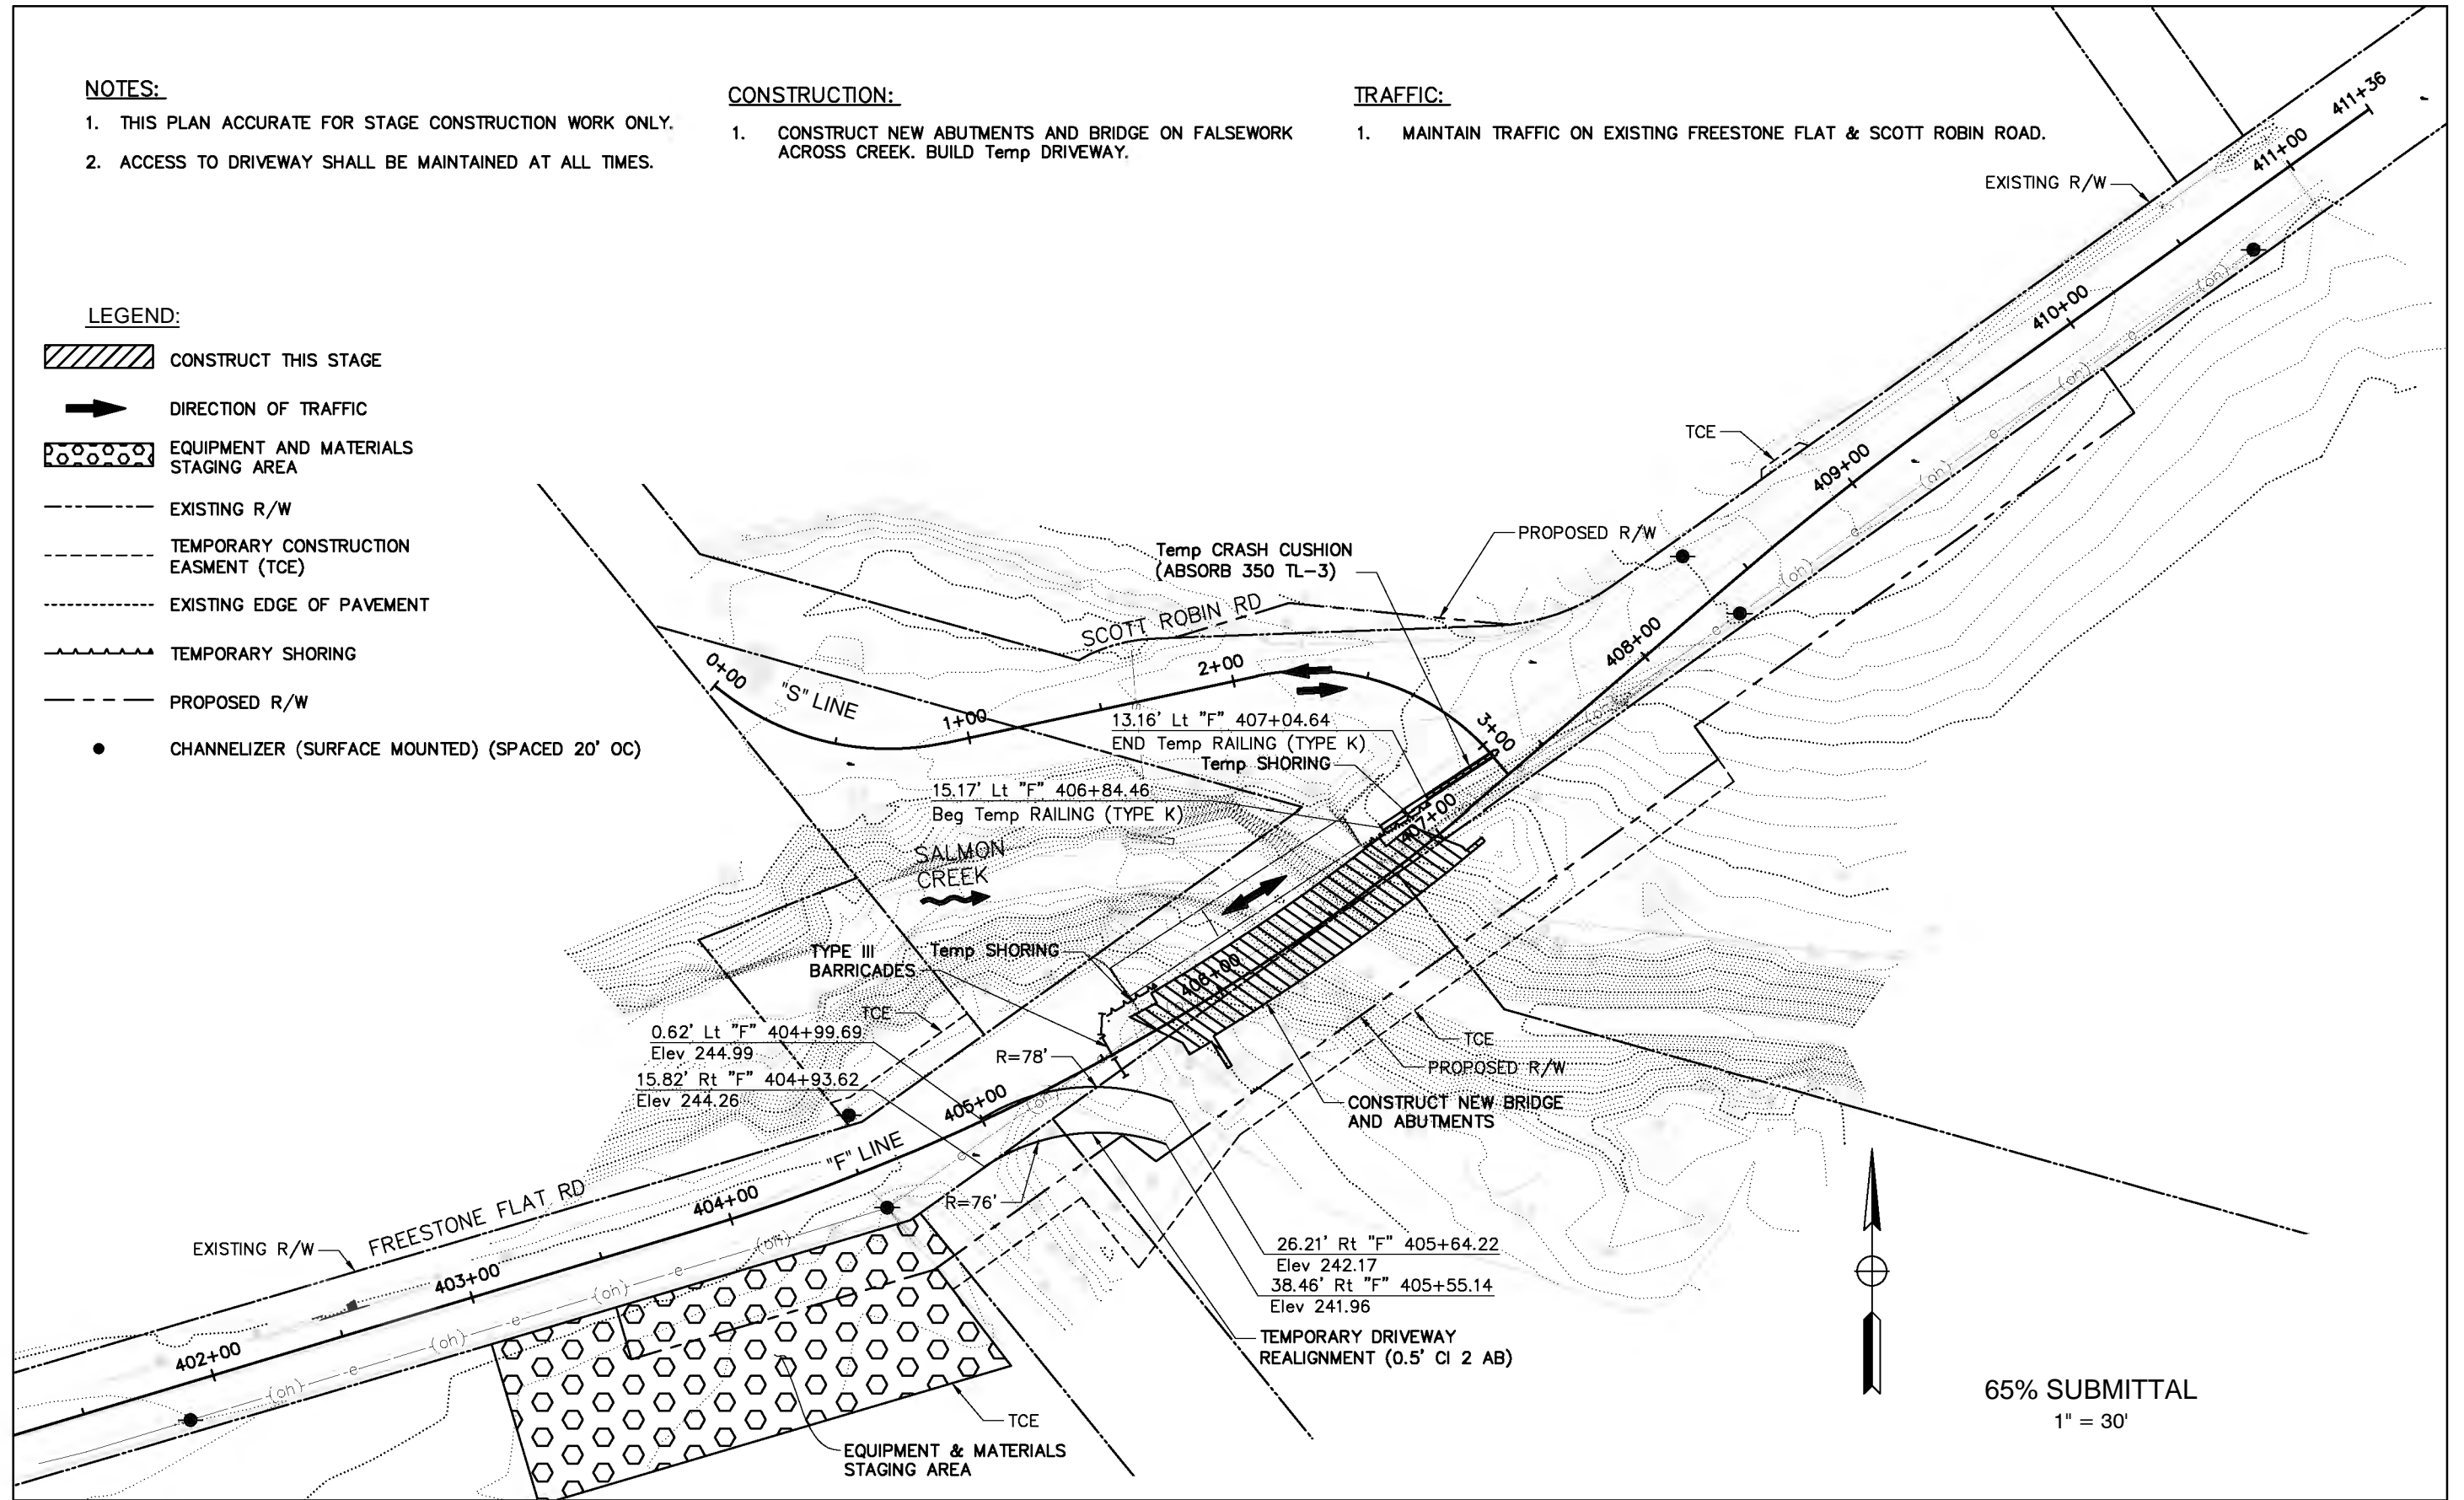 NOTES:
1. THIS PLAN ACCURATE FOR STAGE CONSTRUCTION WORK ONLY.
2. ACCESS TO DRIVEWAY SHALL BE MAINTAINED AT ALL TIMES.
CONSTRUCTION:
1. CONSTRUCT NEW ABUTMENTS AND BRIDGE ON FALSEWORK
ACROSS CREEK. BUILD Temp DRIVEWAY.
TRAFFIC:
1. MAINTAIN TRAFFIC ON EXISTING FREESTONE FLAT & SCOTT ROBIN ROAD.
LEGEND:
CONSTRUCT THIS STAGE
DIRECTION OF TRAFFIC
EQUIPMENT AND MATERIALS
STAGING AREA
EXISTING R/W
TEMPORARY CONSTRUCTION
EASMENT (TCE)
EXISTING EDGE OF PAVEMENT
TEMPORARY SHORING
PROPOSED R/W
CHANNELIZER (SURFACE MOUNTED) (SPACED 20' OC)
411+36
411+00
EXISTING R/W
(oh)
410+00
e
(oh)
TCE
409+00
e
(oh)
e
(oh)
PROPOSED R/W
Temp CRASH CUSHION
(ABSORB 350 TL-3)
SCOTT ROBIN RD
408+00
e
0+00
"S" LINE
1+00
2+00
3+00
13.16' Lt "F" 407+04.64
END Temp RAILING (TYPE K)
Temp SHORING
15.17' Lt "F" 406+84.46
Beg Temp RAILING (TYPE K)
407+00
SALMON
CREEK
TYPE III
BARRICADES
Temp SHORING
406+00
TCE
0.62' Lt "F" 404+99.69
Elev 244.99
15.82' Rt "F" 404+93.62
Elev 244.26
R=78'
TCE
PROPOSED R/W
CONSTRUCT NEW BRIDGE
AND ABUTMENTS
405+00
(oh)
"F" LINE
e
R=76'
404+00
FREESTONE FLAT RD
EXISTING R/W
403+00
(oh)
e
(oh)
e
(oh)
e
(oh)
402+00
26.21' Rt "F" 405+64.22
Elev 242.17
38.46' Rt "F" 405+55.14
Elev 241.96
TEMPORARY DRIVEWAY
REALIGNMENT (0.5' Cl 2 AB)
TCE
EQUIPMENT & MATERIALS
STAGING AREA
65% SUBMITTAL
1" = 30'